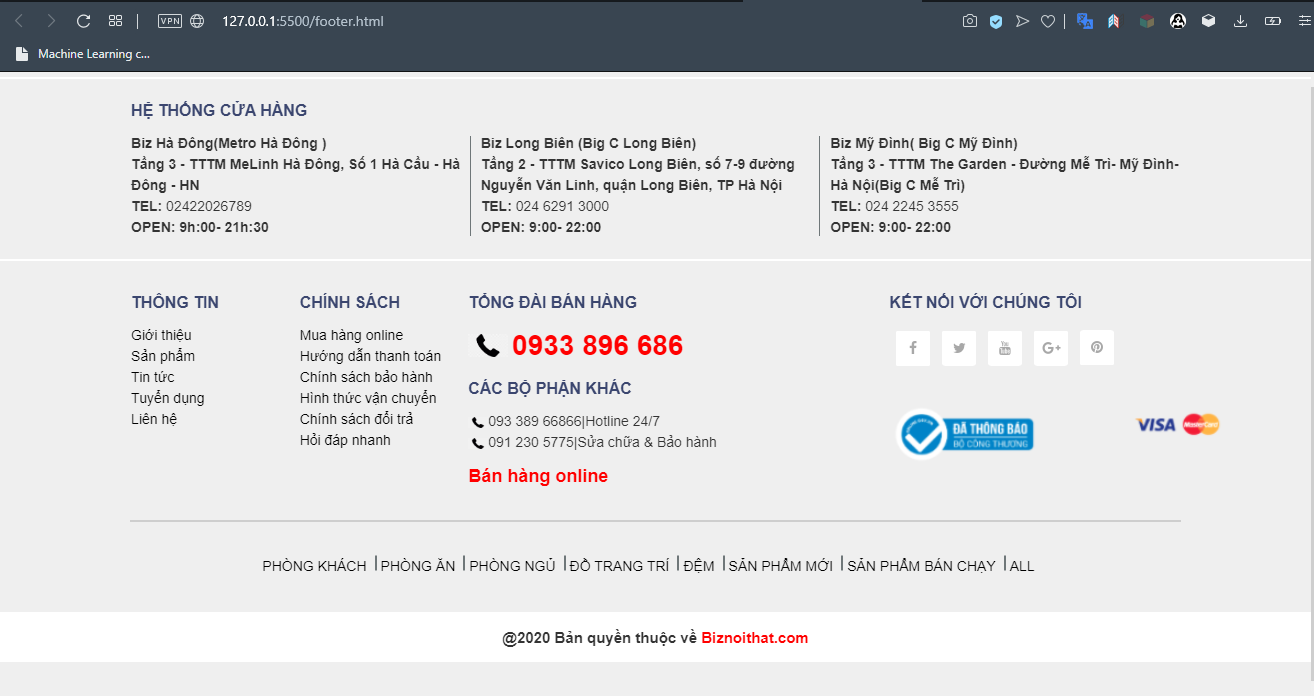 VPN
127.0.0.1:5500/footer.html
Machine Learning c...
HỆ THỐNG CỬA HÀNG
Biz Hà Đông(Metro Hà Đông )
Tầng 3 - TTTM MeLinh Hà Đông, Số 1 Hà Cầu - Hà
Đông - HN
TEL: 02422026789
OPEN: 9h:00- 21h:30
Biz Long Biên (Big C Long Biên)
Tầng 2 - TTTM Savico Long Biên, số 7-9 đường
Nguyễn Văn Linh, quận Long Biên, TP Hà Nội
TEL: 024 6291 3000
OPEN: 9:00- 22:00
Biz Mỹ Đình( Big C Mỹ Đình)
Tầng 3 - TTTM The Garden - Đường Mễ Trì- Mỹ Đình-
Hà Nội(Big C Mễ Trì)
TEL: 024 2245 3555
OPEN: 9:00- 22:00
THÔNG TIN
Giới thiệu
Sản phẩm
Tin tức
Tuyển dụng
Liên hệ
CHÍNH SÁCH
Mua hàng online
Hướng dẫn thanh toán
Chính sách bảo hành
Hình thức vận chuyển
Chính sách đổi trả
Hỏi đáp nhanh
TỔNG ĐÀI BÁN HÀNG
0933 896 686
CÁC BỘ PHẬN KHÁC
093 389 66866|Hotline 24/7
091 230 5775|Sửa chữa & Bảo hành
Bán hàng online
KẾT NỐI VỚI CHÚNG TÔI
You Tube
G+
ĐÃ THÔNG BÁO
BỘ CÔNG THƯƠNG
VISA MasterCard
PHÒNG KHÁCH |PHÒNG ĂN |PHÒNG NGỦ |ĐỒ TRANG TRÍ |ĐỆM |SẢN PHẨM MỚI |SẢN PHẨM BÁN CHẠY |ALL
@2020 Bản quyền thuộc về Biznoithat.com